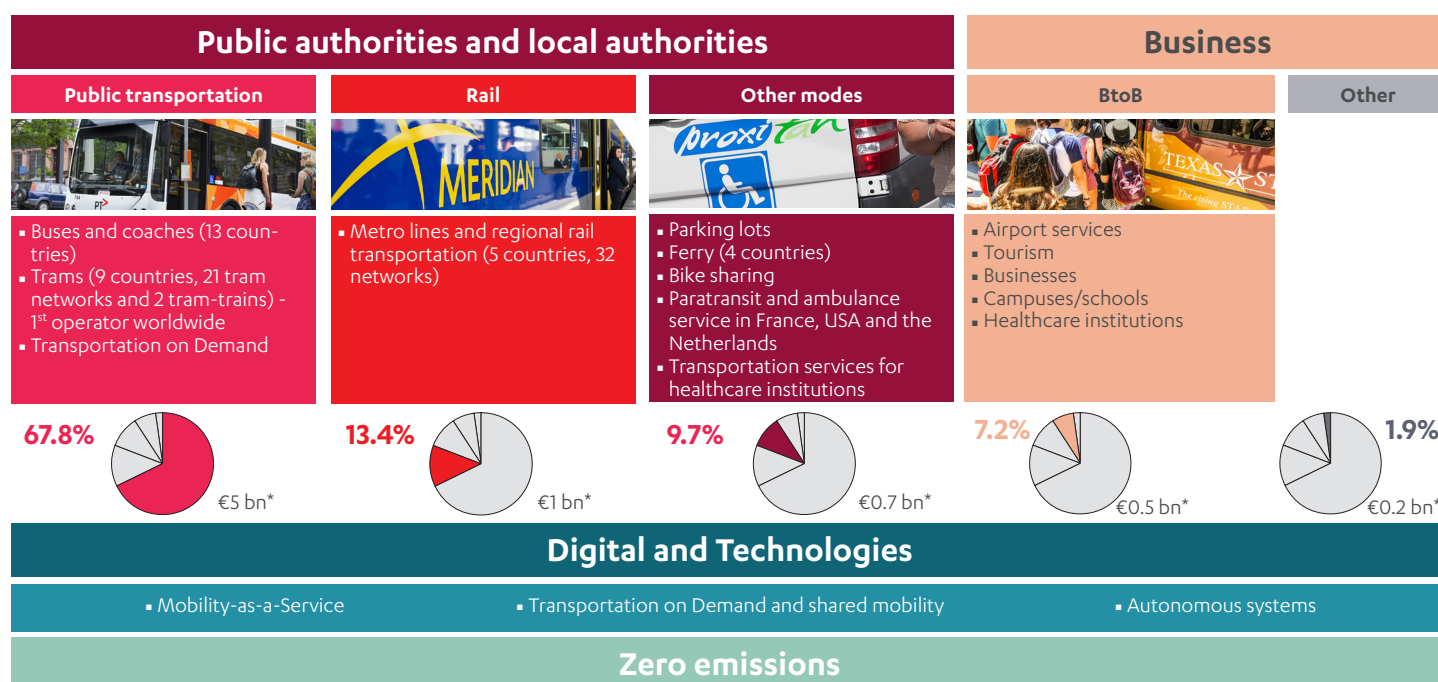 Public authorities and local authorities
Business
Public transportation
Rail
Other modes
BtoB
Other
PT>
MERIDIAN
proxitan
TEXAS ST
The rising STAR
▪ Buses and coaches (13 coun-
tries)
▪ Trams (9 countries, 21 tram
networks and 2 tram-trains) -
1st operator worldwide
▪ Transportation on Demand
▪ Metro lines and regional rail
transportation (5 countries, 32
networks)
▪ Parking lots
▪ Ferry (4 countries)
▪ Bike sharing
▪ Paratransit and ambulance
service in France, USA and the
Netherlands
▪ Transportation services for
healthcare institutions
▪ Airport services
▪ Tourism
▪ Businesses
▪ Campuses/schools
▪ Healthcare institutions
67.8%
€5 bn*
13.4%
€1 bn*
9.7%
€0.7 bn*
7.2%
€0.5 bn*
1.9%
€0.2 bn*
Digital and Technologies
▪ Mobility-as-a-Service
▪ Transportation on Demand and shared mobility
▪ Autonomous systems
Zero emissions